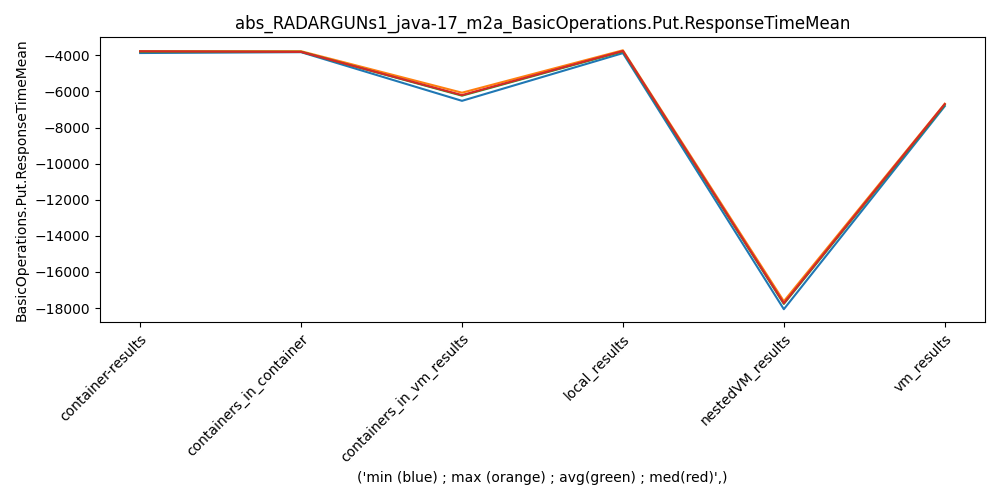 abs_RADARGUNs1_java-17_m2a_BasicOperations.Put.ResponseTimeMean
BasicOperations.Put.ResponseTimeMean
−4000
−6000
−8000
−10000
−12000
−14000
−16000
−18000
container-results
containers_in_container
containers_in_vm_results
local_results
nestedVM_results
vm_results
('min (blue) ; max (orange) ; avg(green) ; med(red)',)